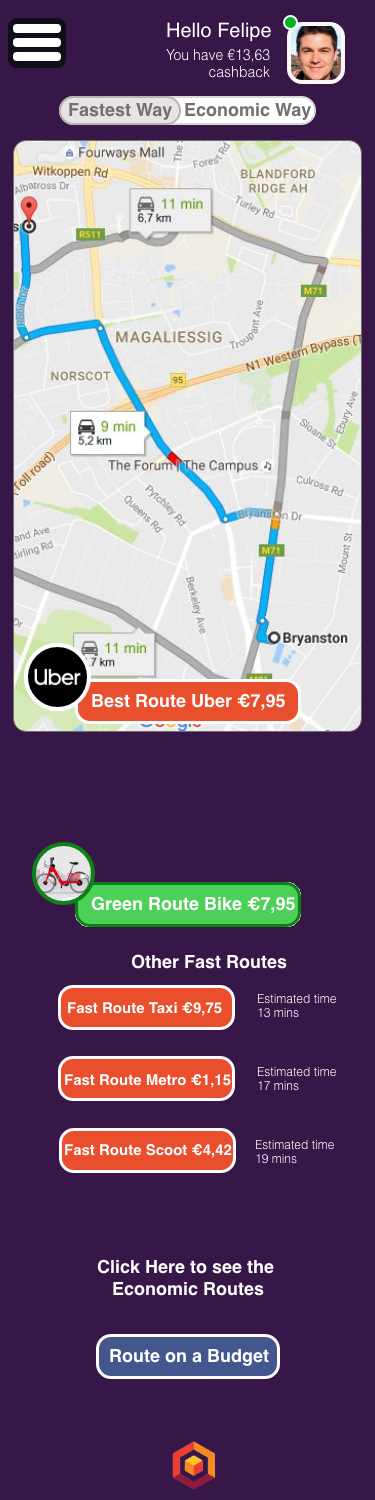 Hello Felipe
You have €13,63
cashback
Fastest Way
Economic Way
Fourways Mall
The
Forest Rd
Witkoppen Rd
Albatross Dr
BLANDFORD
RIDGE AH
11 min
6,7 km
Turley Rd
R511
M71
MAGALIESSIG
Troupant Ave
N1 Western Bypass (T
NORSCOT
95
9 min
5,2 km
Ebury Ave
Sloane St
The Forum | The Campus
(Toll road)
Culross Rd
Pytchley Rd
Queens Rd
Bryanston Dr
and Ave
tirling Rd
M71
Mount St
Berkeley Ave
Bryanston
11 min
7 km
Uber
Best Route Uber €7,95
Google
Green Route Bike €7,95
Other Fast Routes
Fast Route Taxi €9,75
Estimated time
13 mins
Fast Route Metro €1,15
Estimated time
17 mins
Fast Route Scoot €4,42
Estimated time
19 mins
Click Here to see the
Economic Routes
Route on a Budget